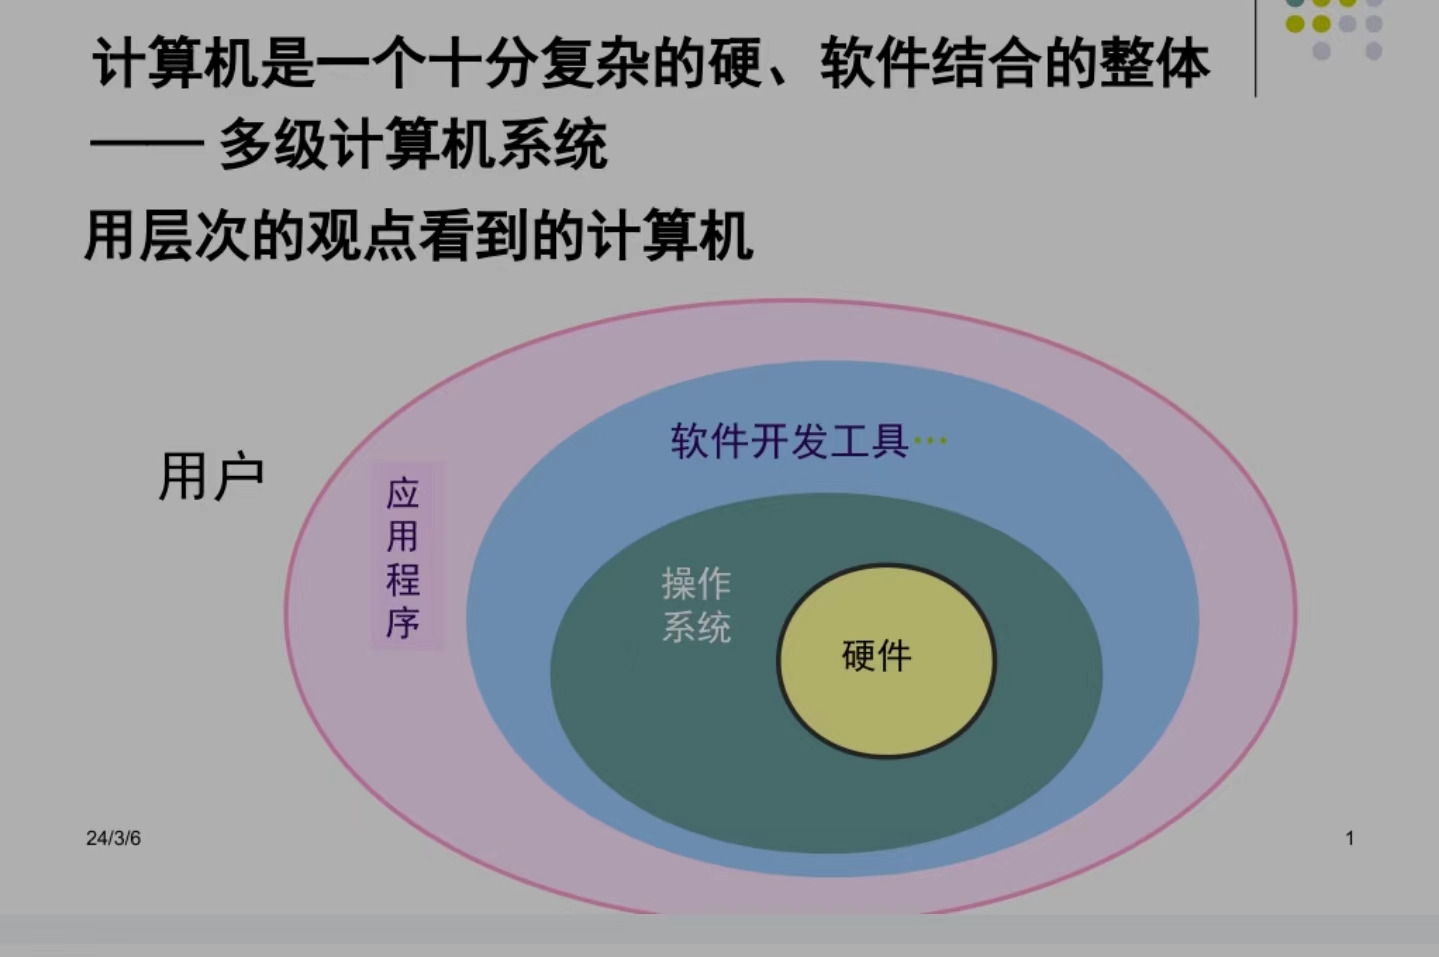 计算机是一个十分复杂的硬、软件结合的整体
—— 多级计算机系统
用层次的观点看到的计算机
软件开发工具…
用户
应
用
程
序
操作
系统
硬件
24/3/6
1